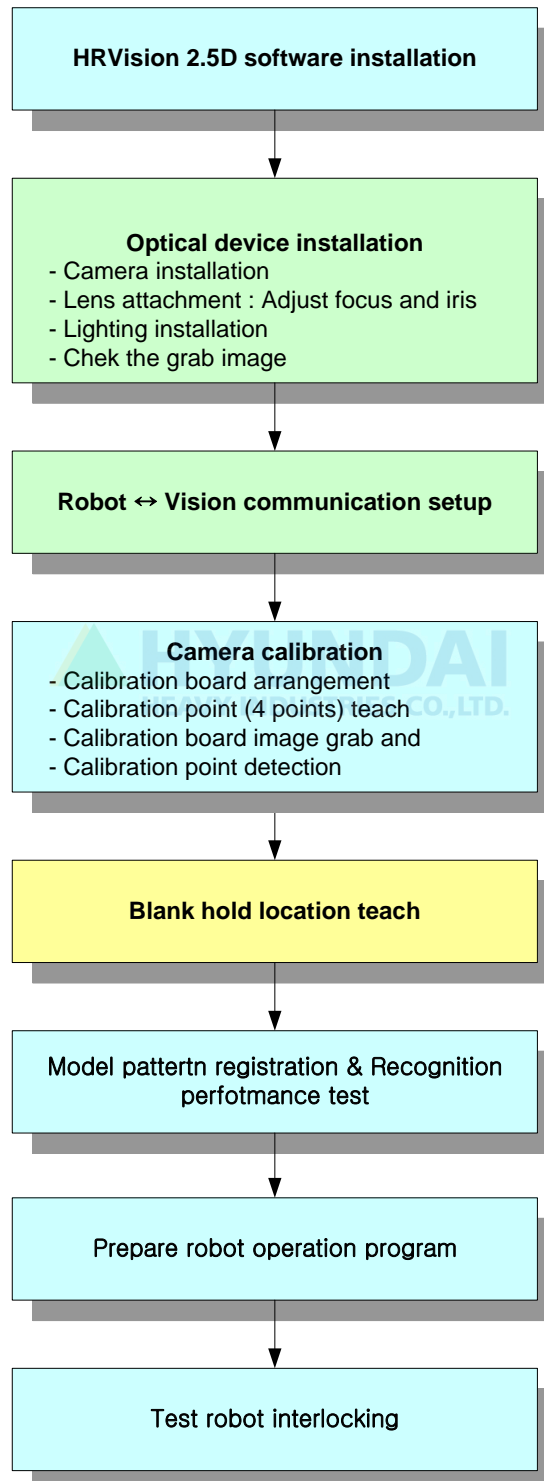 HRVision 2.5D software installation
Optical device installation
- Camera installation
- Lens attachment : Adjust focus and iris
- Lighting installation
- Chek the grab image
Robot ↔ Vision communication setup
HYUNDAI
HEAVY INDUSTRIES CO.,LTD.
Camera calibration
- Calibration board arrangement
- Calibration point (4 points) teach
- Calibration board image grab and
- Calibration point detection
Blank hold location teach
Model pattertn registration & Recognition
perfotmance test
Prepare robot operation program
Test robot interlocking